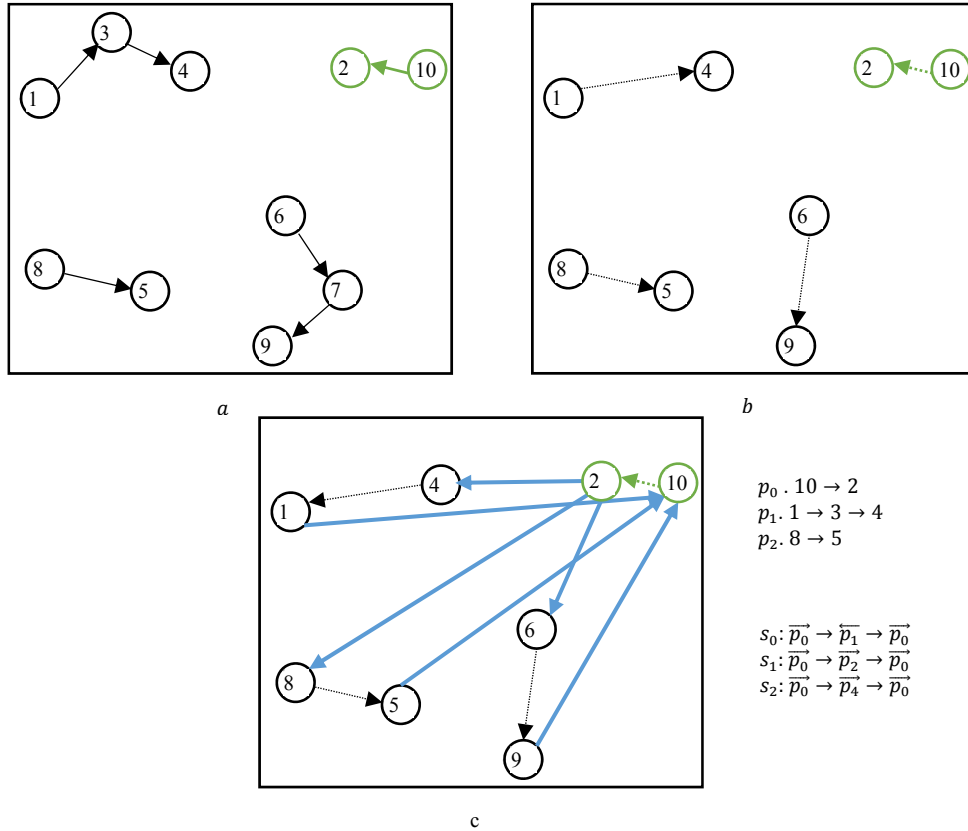 3
4
1
2
10
6
8
5
7
9
4
1
2
10
6
8
5
9
a
b
4
1
2
10
6
8
5
9
p₀. 10 → 2
p₁. 1 → 3 → 4
p₂. 8 → 5
s₀: p₀⃗ → p₁⃖ → p₀⃗
s₁: p₀⃗ → p₂⃗ → p₀⃗
s₂: p₀⃗ → p₄⃗ → p₀⃗
c